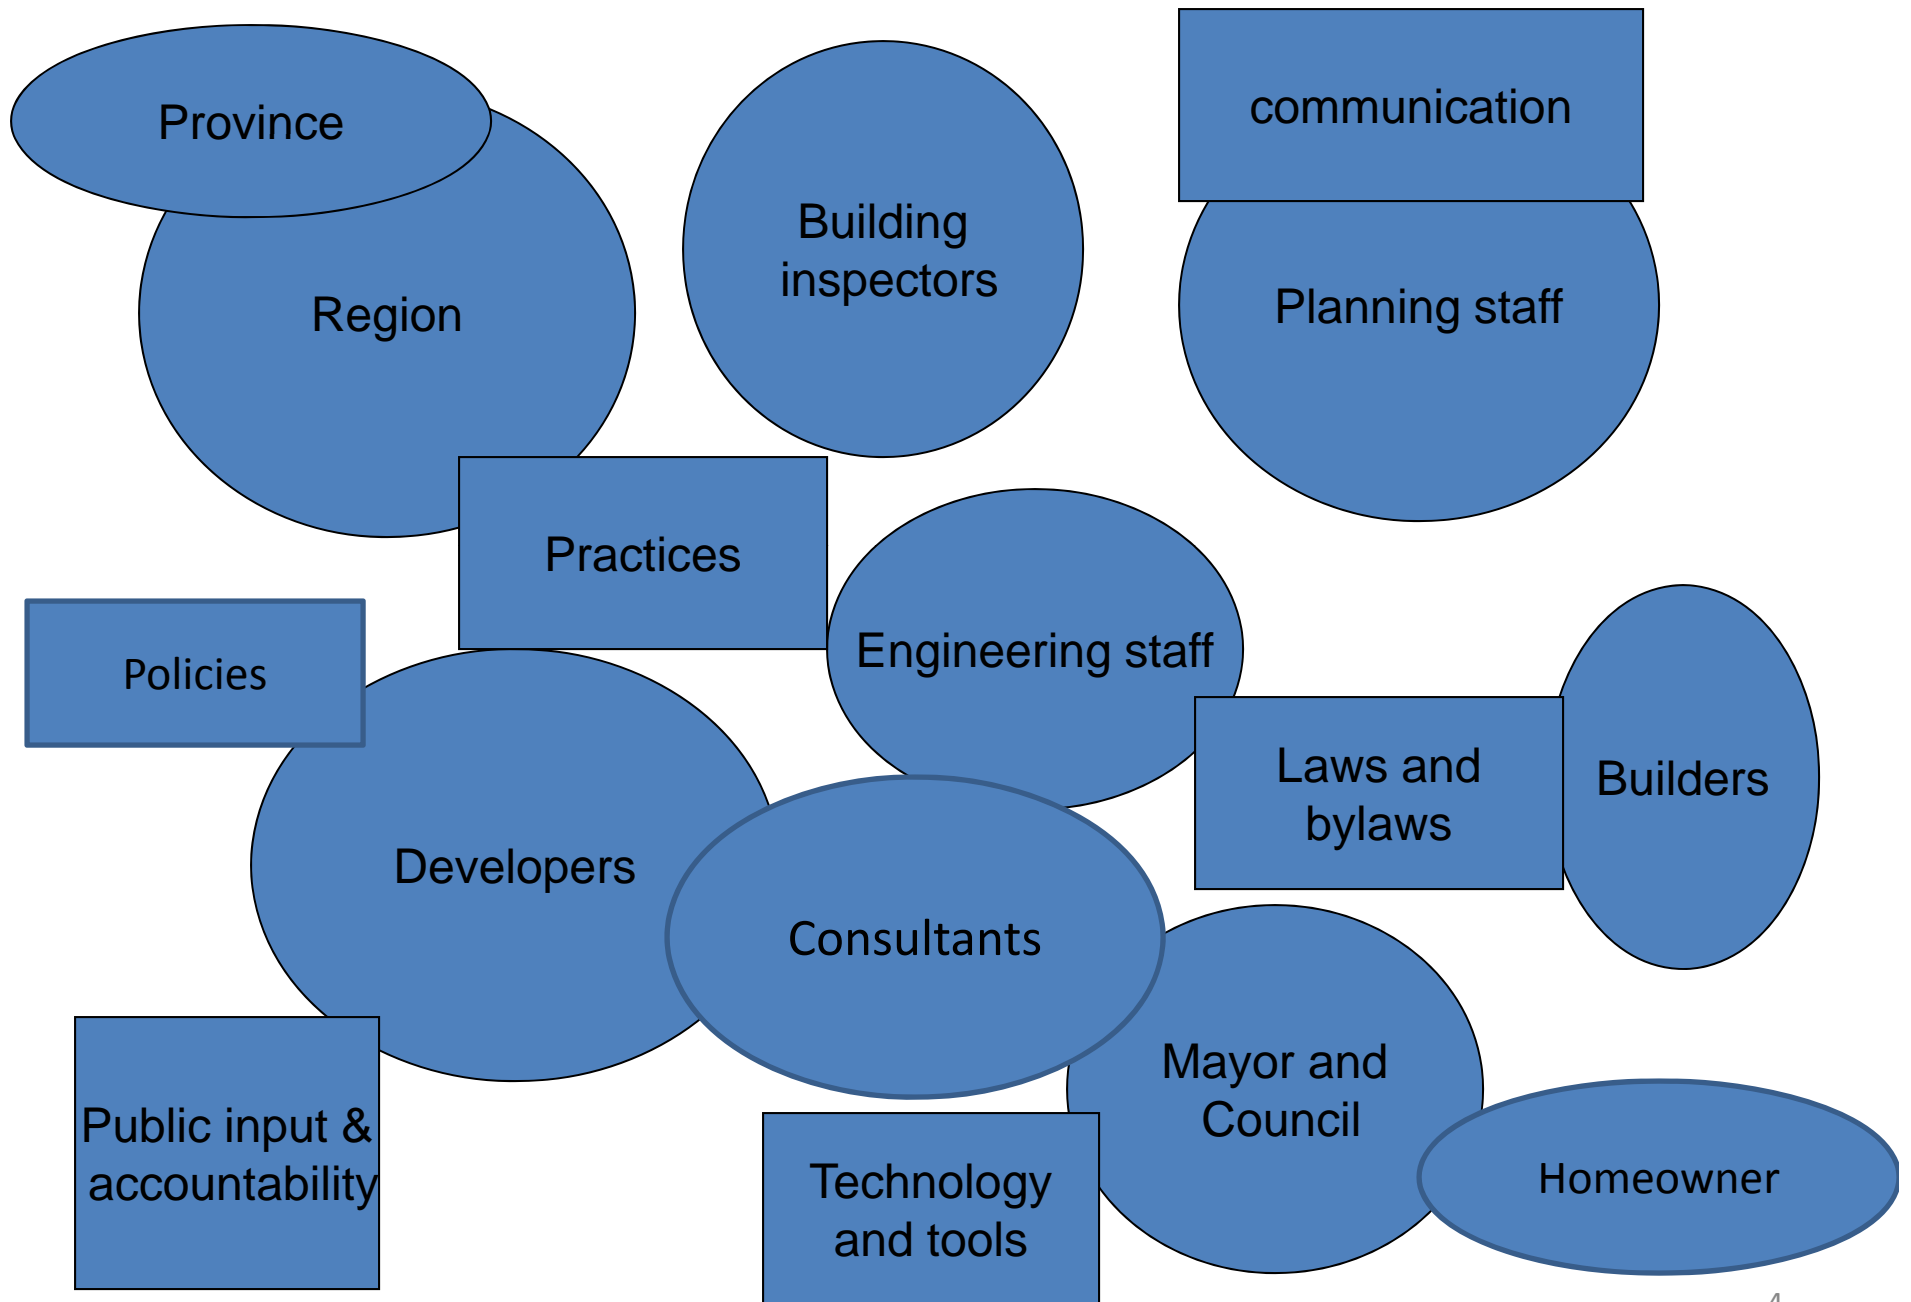 Province
communication
Building
inspectors
Region
Planning staff
Practices
Policies
Engineering staff
Laws and
bylaws
Builders
Developers
Consultants
Mayor and
Council
Public input &
accountability
Technology
and tools
Homeowner
4